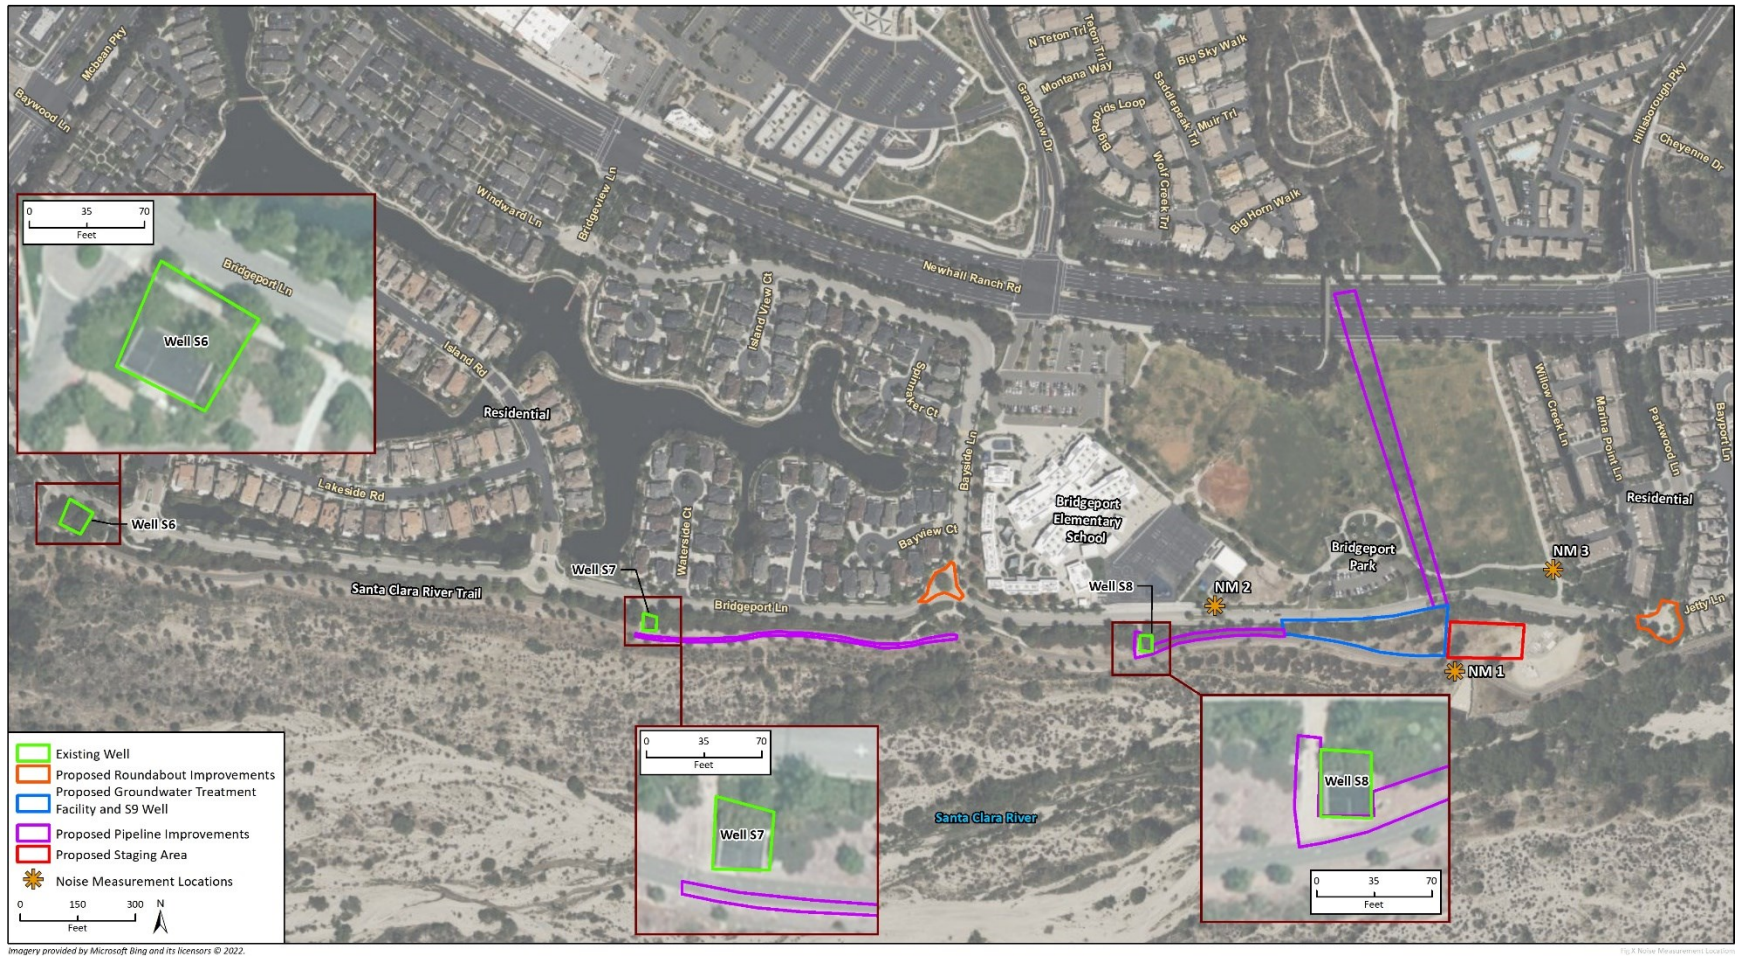 Mcbean Pky
Baywood Ln
Windward Ln
Bridgeview Ln
Island View Ct
Spinnaker Ct
Newhall Ranch Rd
Grandview Dr
N Teton Trl
Teton Trl
Montana Way
Big Sky Walk
Saddlepeak Trl
Big Rapids Loop
Muir Trl
Wolf Creek Trl
Big Horn Walk
Hillsborough Pky
Cheyenne Dr
0 35 70
Feet
Bridgeport Ln
Well S6
Island Rd
Residential
Lakeside Rd
Well S6
Santa Clara River Trail
Well S7
Waterside Ct
Bridgeport Ln
Bayview Ct
Bayside Ln
Bridgeport
Elementary
School
Well S8
NM 2
Bridgeport
Park
NM 3
NM 1
Willow Creek Ln
Marina Point Ln
Parkwood Ln
Bayport Ln
Residential
Jetty Ln
0 35 70
Feet
Well S7
Santa Clara River
Well S8
0 35 70
Feet
Existing Well
Proposed Roundabout Improvements
Proposed Groundwater Treatment
Facility and S9 Well
Proposed Pipeline Improvements
Proposed Staging Area
Noise Measurement Locations
0 150 300
Feet
N
Imagery provided by Microsoft Bing and its licensors © 2022.
Fig X Noise Measurement Locations